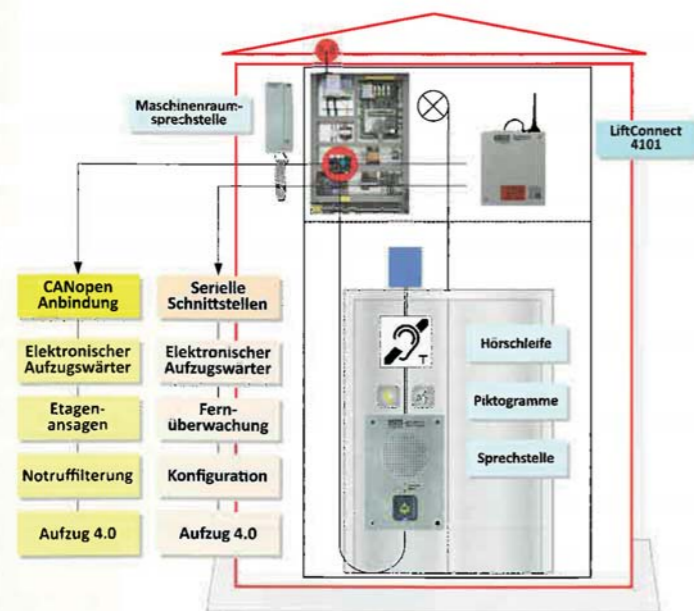 Maschinenraum-
sprechstelle
LiftConnect
4101
CANopen
Anbindung
Elektronischer
Aufzugswärter
Etagen-
ansagen
Notruffilterung
Aufzug 4.0
Serielle
Schnittstellen
Elektronischer
Aufzugswärter
Fern-
überwachung
Konfiguration
Aufzug 4.0
T
Hörschleife
Piktogramme
Sprechstelle